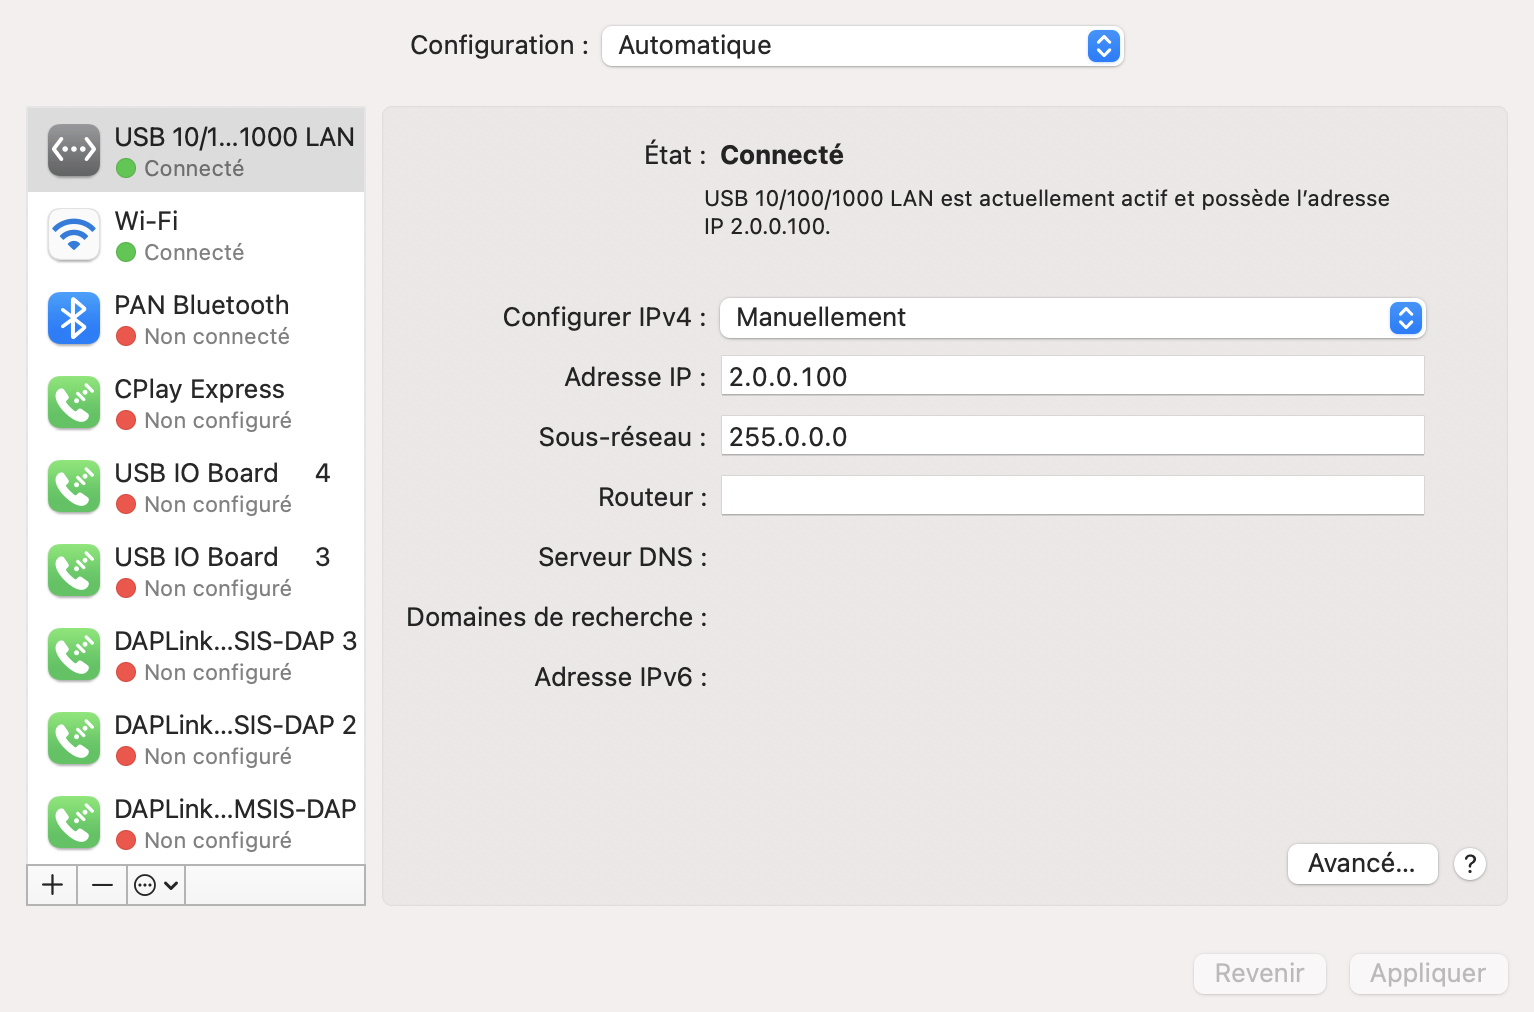 Configuration : Automatique
USB 10/1...1000 LAN
Connecté
Wi-Fi
Connecté
PAN Bluetooth
Non connecté
CPlay Express
Non configuré
USB IO Board 4
Non configuré
USB IO Board 3
Non configuré
DAPLink...SIS-DAP 3
Non configuré
DAPLink...SIS-DAP 2
Non configuré
DAPLink...MSIS-DAP
Non configuré
État : Connecté
USB 10/100/1000 LAN est actuellement actif et possède l’adresse
IP 2.0.0.100.
Configurer IPv4 : Manuellement
Adresse IP : 2.0.0.100
Sous-réseau : 255.0.0.0
Routeur :
Serveur DNS :
Domaines de recherche :
Adresse IPv6 :
Avancé... ?
Revenir Appliquer